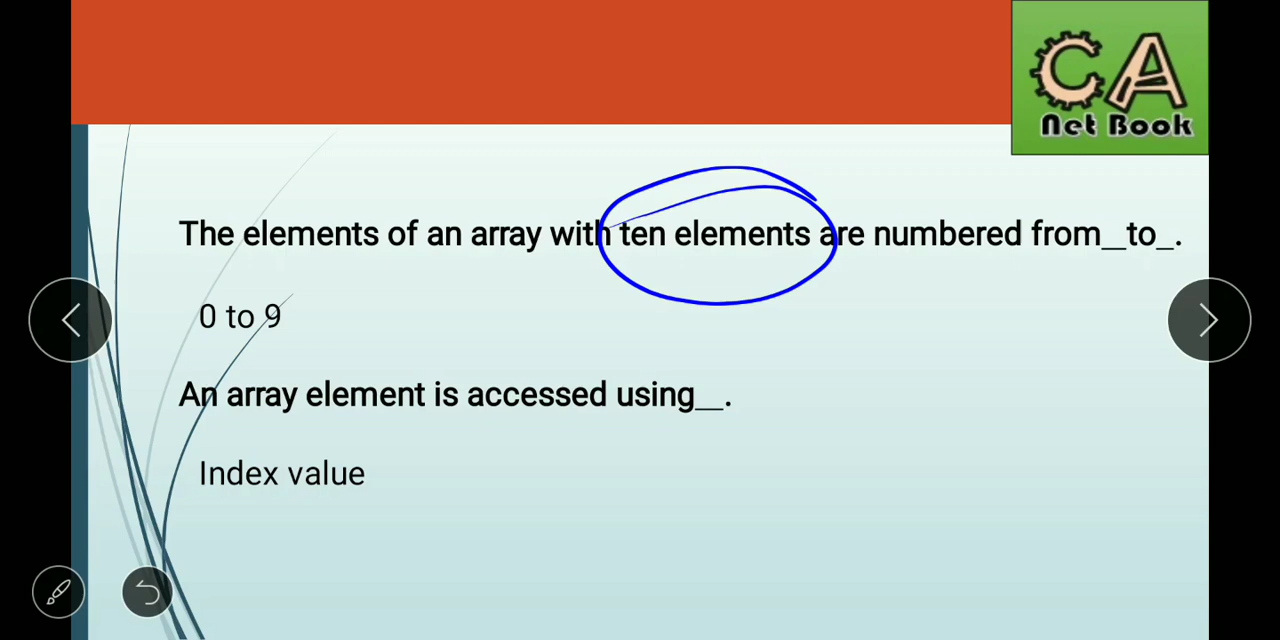 CA
Net Book
The elements of an array with ten elements are numbered from__to_.
0 to 9
An array element is accessed using__.
Index value